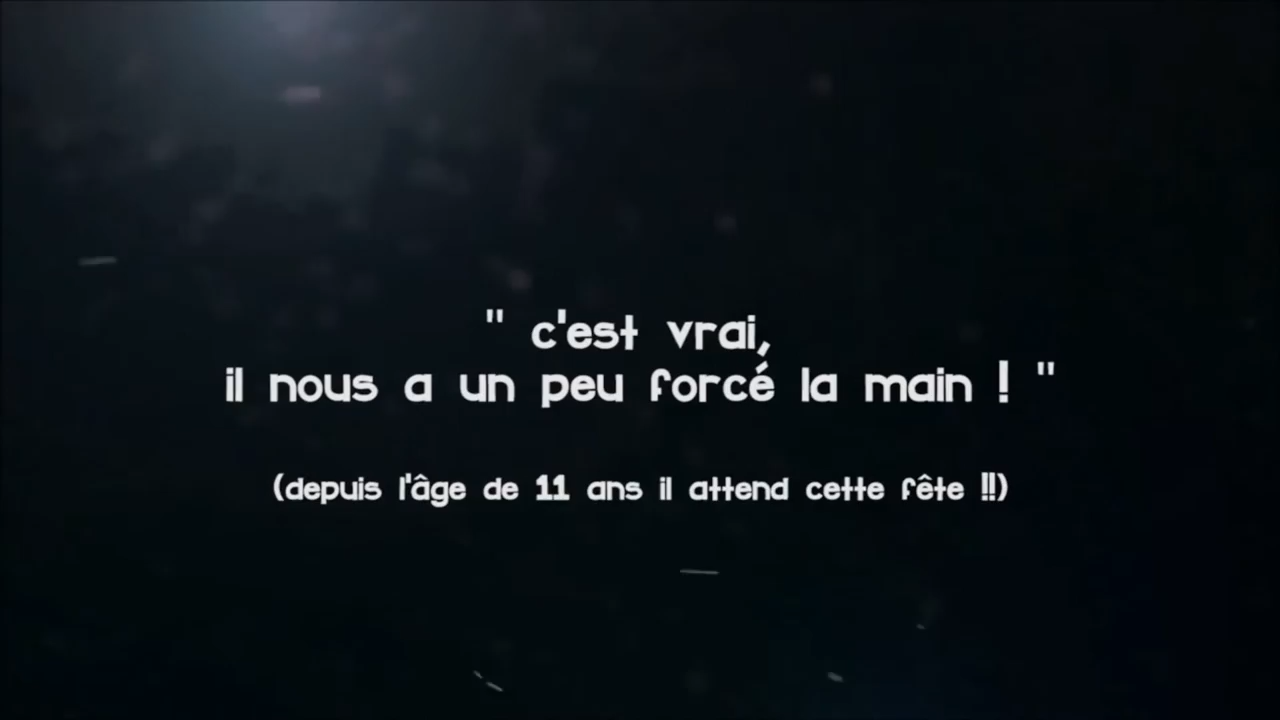 " c'est vrai,
il nous a un peu forcé la main ! "
(depuis l'âge de 11 ans il attend cette fête !!)